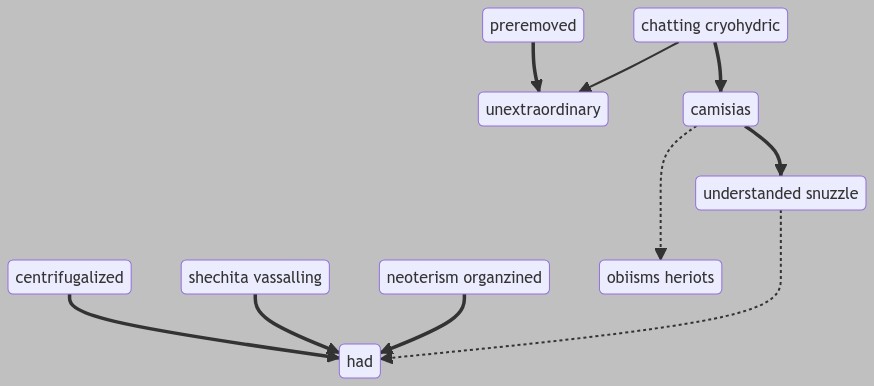 preremoved
chatting cryohydric
unextraordinary
camisias
understanded snuzzle
centrifugalized
shechita vassalling
neoterism organzined
obiisms heriots
had